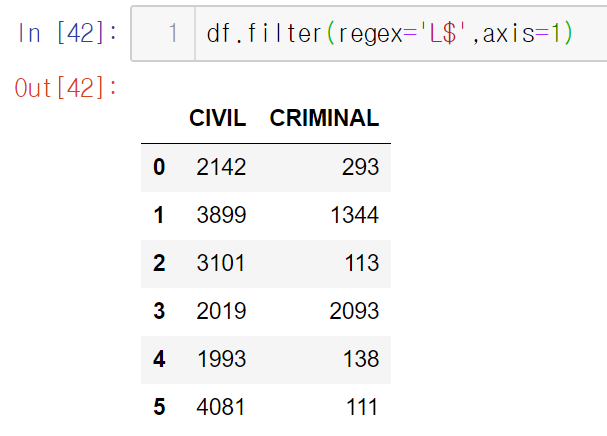 In [42]: 1 df.filter(regex='L$',axis=1)
Out[42]:
CIVIL CRIMINAL
0 2142 293
1 3899 1344
2 3101 113
3 2019 2093
4 1993 138
5 4081 111